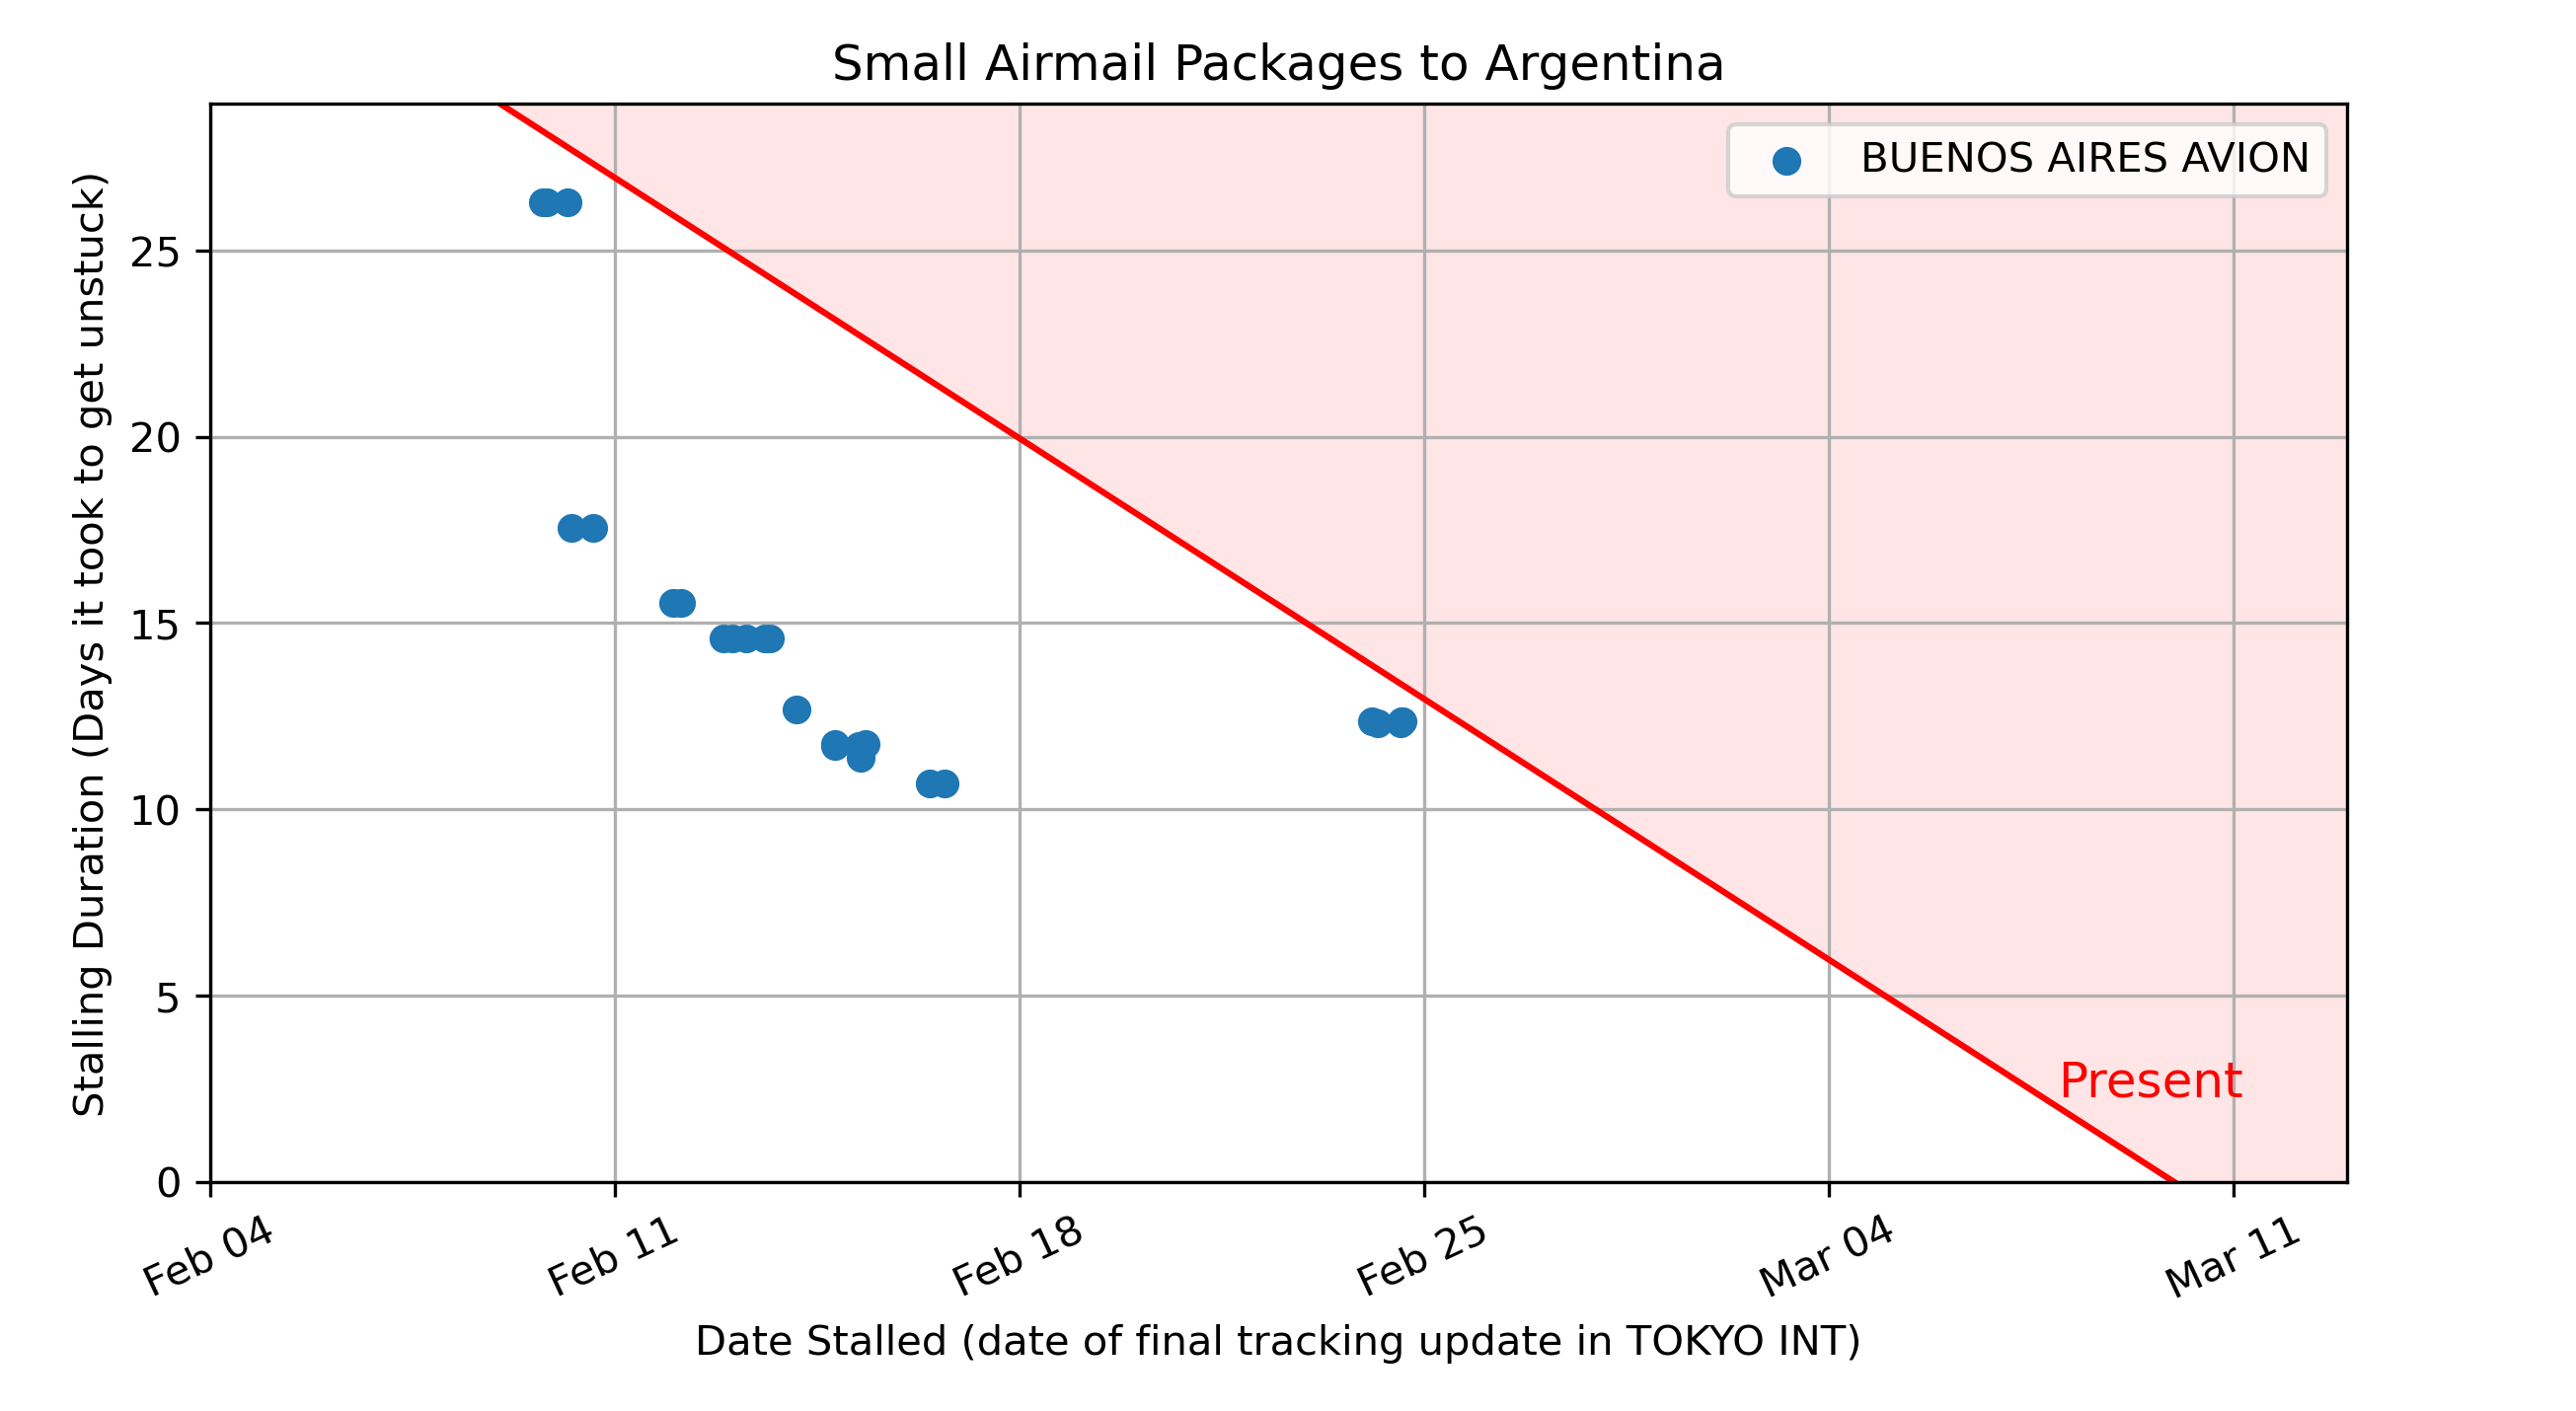 Small Airmail Packages to Argentina
BUENOS AIRES AVION
Stalling Duration (Days it took to get unstuck)
25
20
15
10
5
0
Present
Feb 04
Feb 11
Feb 18
Feb 25
Mar 04
Mar 11
Date Stalled (date of final tracking update in TOKYO INT)